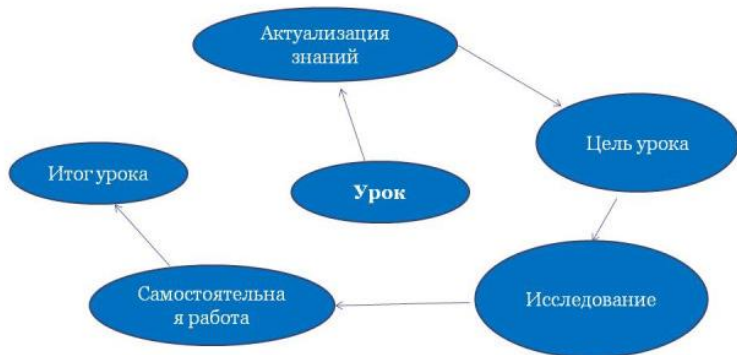 Актуализация
знаний
Цель урока
Итог урока
Урок
Самостоятельна
я работа
Исследование